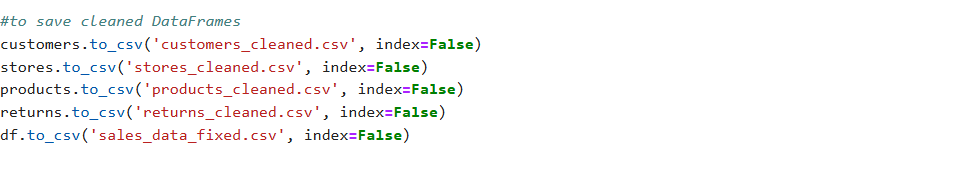 #to save cleaned DataFrames
customers.to_csv('customers_cleaned.csv', index=False)
stores.to_csv('stores_cleaned.csv', index=False)
products.to_csv('products_cleaned.csv', index=False)
returns.to_csv('returns_cleaned.csv', index=False)
df.to_csv('sales_data_fixed.csv', index=False)